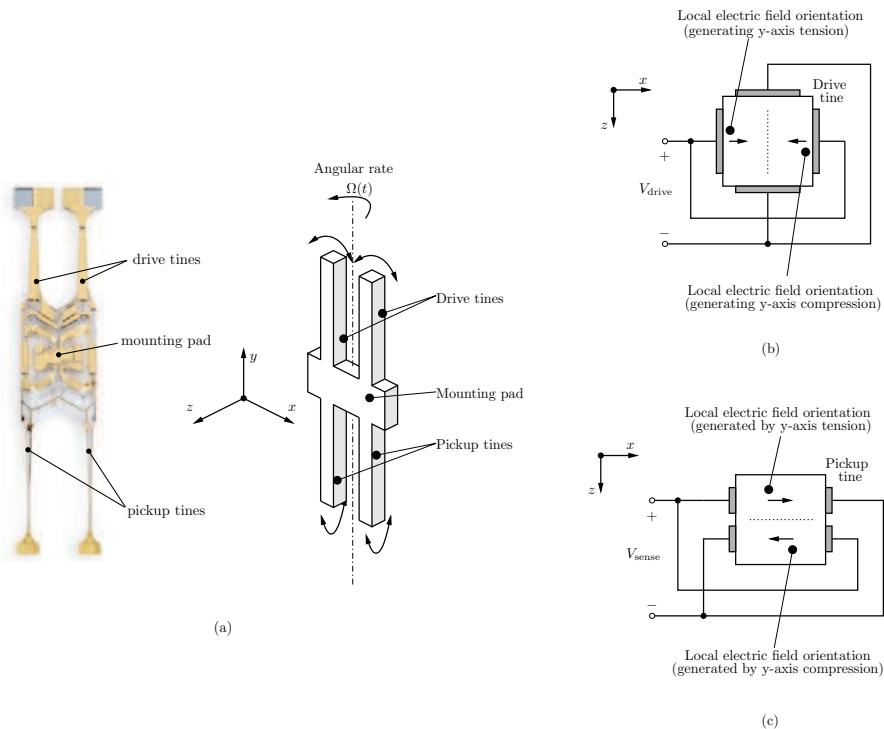 drive tines
mounting pad
pickup tines
Angular rate
Ω(t)
Drive tines
Mounting pad
Pickup tines
y
z
x
(a)
Local electric field orientation
(generating y-axis tension)
x
z
Drive
tine
+
V_drive
−
Local electric field orientation
(generating y-axis compression)
(b)
Local electric field orientation
(generated by y-axis tension)
x
z
Pickup
tine
+
V_sense
−
Local electric field orientation
(generated by y-axis compression)
(c)